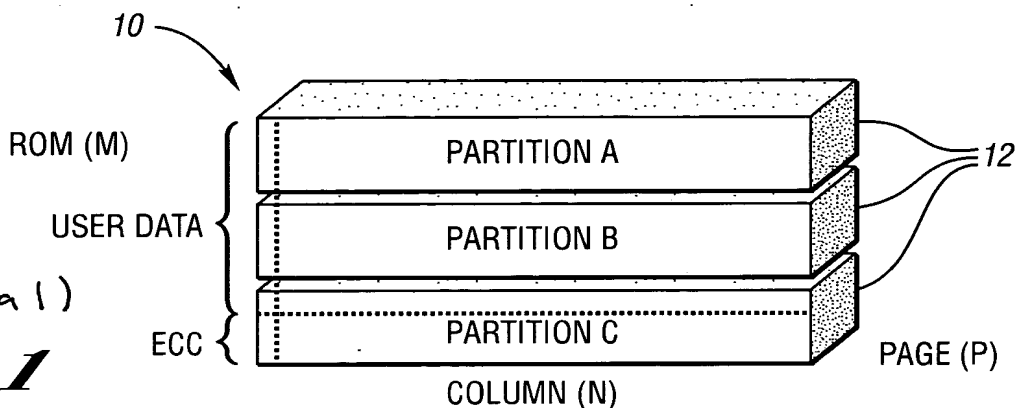 10
ROM (M)
PARTITION A
12
USER DATA
PARTITION B
ECC
PARTITION C
PAGE (P)
COLUMN (N)